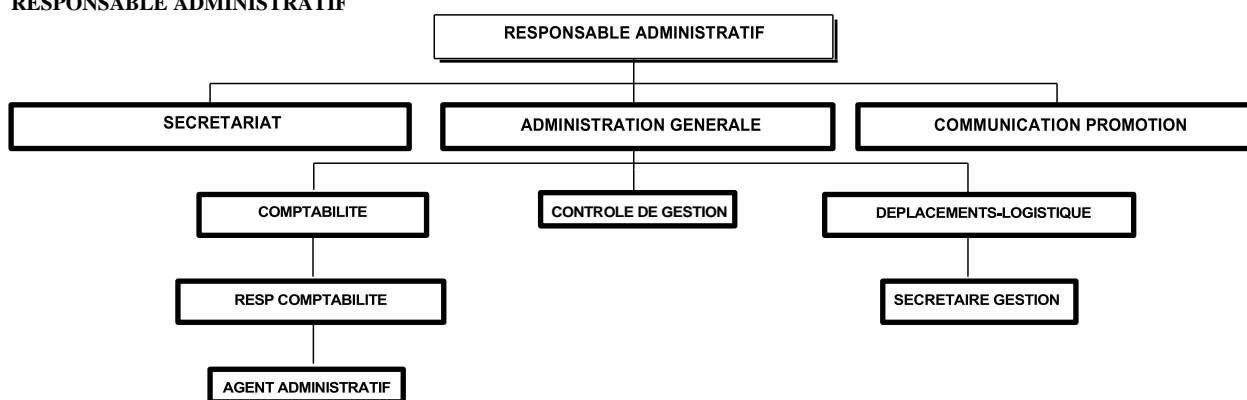 RESPONSABLE ADMINISTRATIF
RESPONSABLE ADMINISTRATIF
SECRETARIAT
ADMINISTRATION GENERALE
COMMUNICATION PROMOTION
COMPTABILITE
CONTROLE DE GESTION
DEPLACEMENTS-LOGISTIQUE
RESP COMPTABILITE
SECRETAIRE GESTION
AGENT ADMINISTRATIF